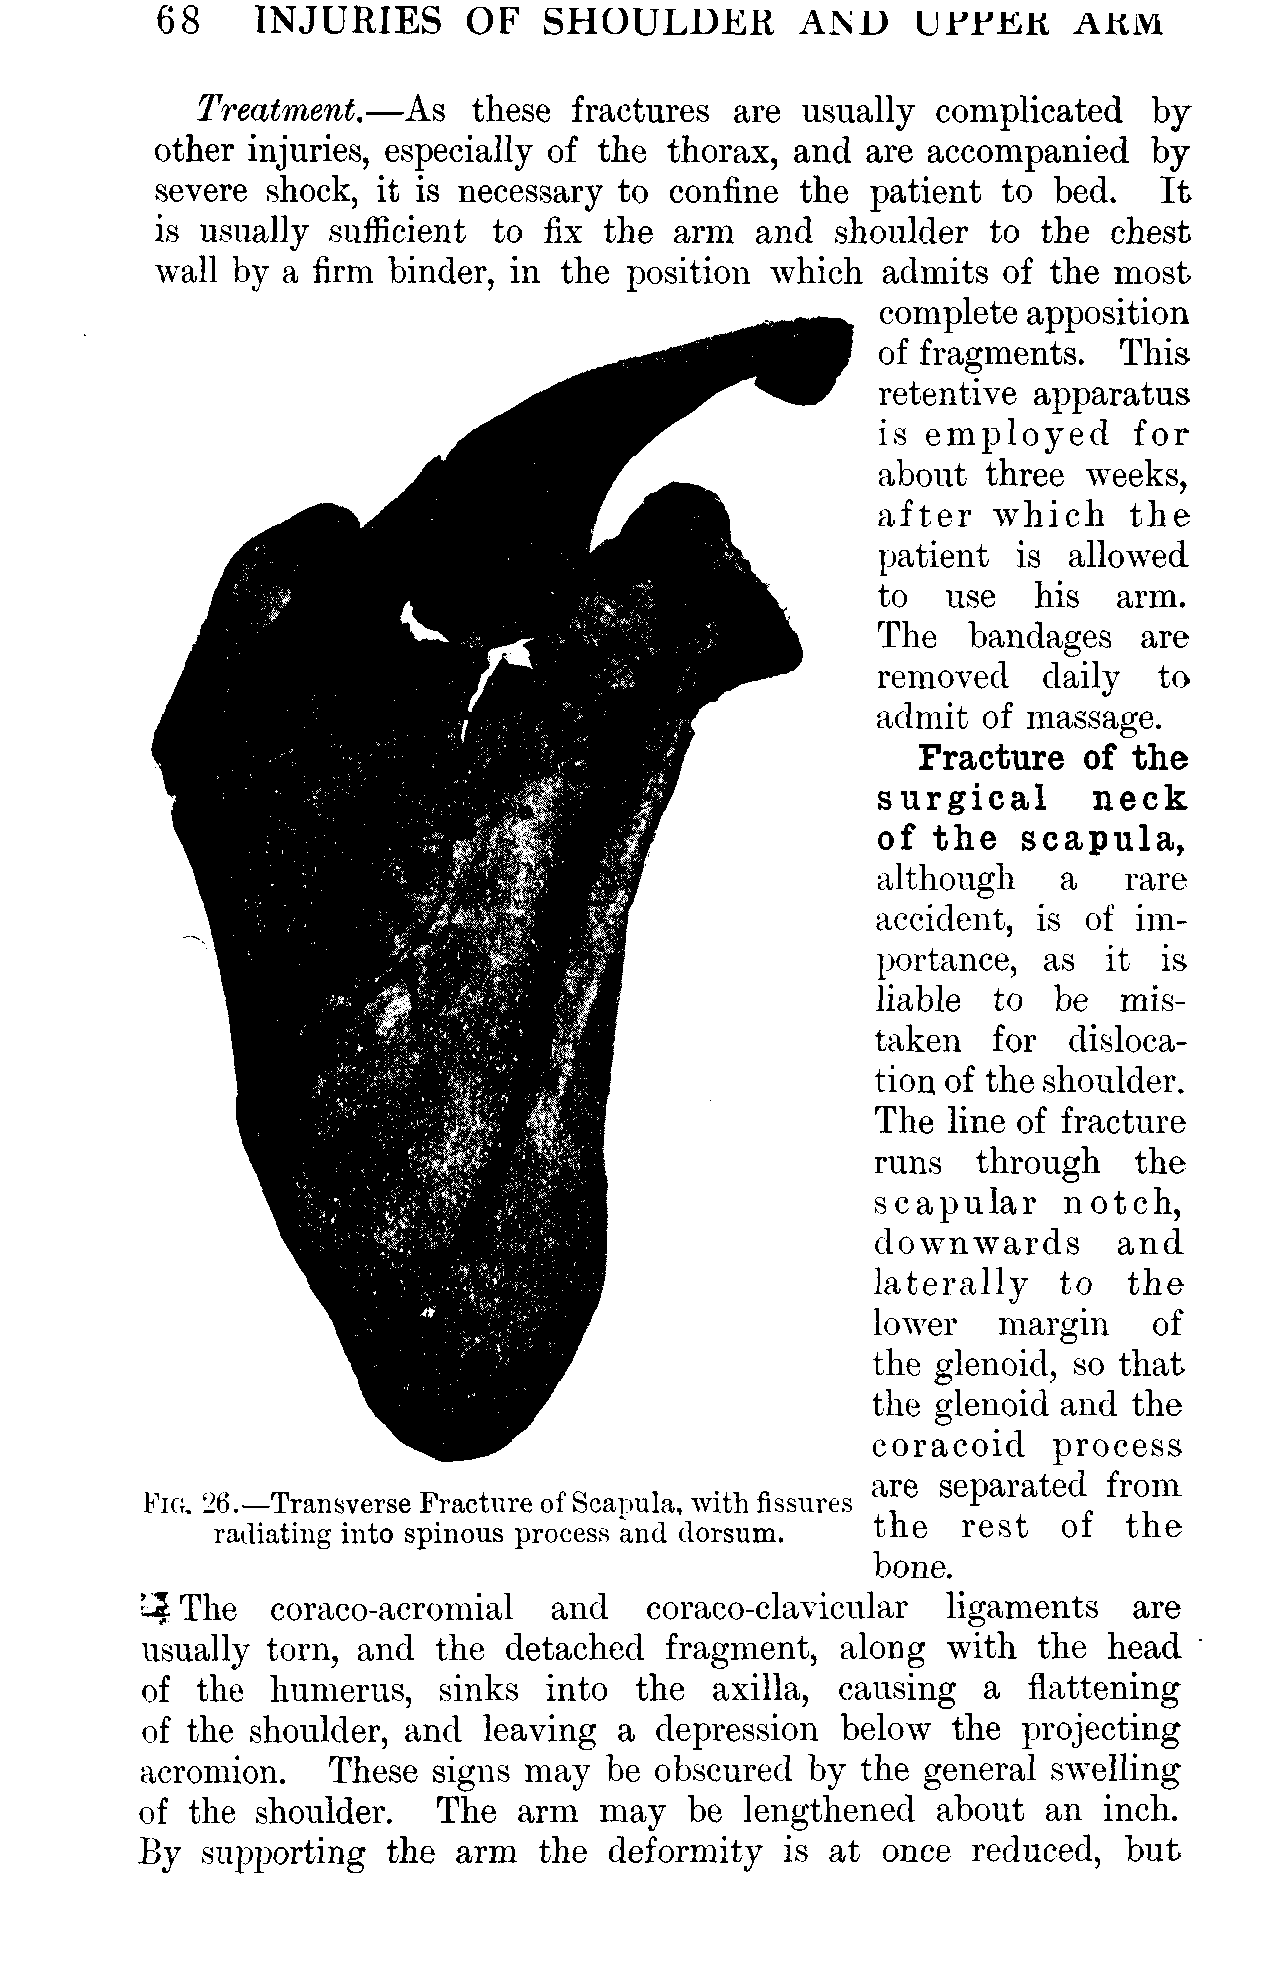 68 INJURIES OF SHOULDER AND UPPER ARM
Treatment.—As these fractures are usually complicated by
other injuries, especially of the thorax, and are accompanied by
severe shock, it is necessary to confine the patient to bed. It
is usually sufficient to fix the arm and shoulder to the chest
wall by a firm binder, in the position which admits of the most
complete apposition
of fragments. This
retentive apparatus
is employed for
about three weeks,
after which the
patient is allowed
to use his arm.
The bandages are
removed daily to
admit of massage.
Fracture of the
surgical neck
of the scapula,
although a rare
accident, is of im-
portance, as it is
liable to be mis-
taken for disloca-
tion of the shoulder.
The line of fracture
runs through the
scapular notch,
downwards and
laterally to the
lower margin of
the glenoid, so that
the glenoid and the
coracoid process
are separated from
the rest of the
bone.
FIG. 26.—Transverse Fracture of Scapula, with fissures
radiating into spinous process and dorsum.
The coraco-acromial and coraco-clavicular ligaments are
usually torn, and the detached fragment, along with the head
of the humerus, sinks into the axilla, causing a flattening
of the shoulder, and leaving a depression below the projecting
acromion. These signs may be obscured by the general swelling
of the shoulder. The arm may be lengthened about an inch.
By supporting the arm the deformity is at once reduced, but